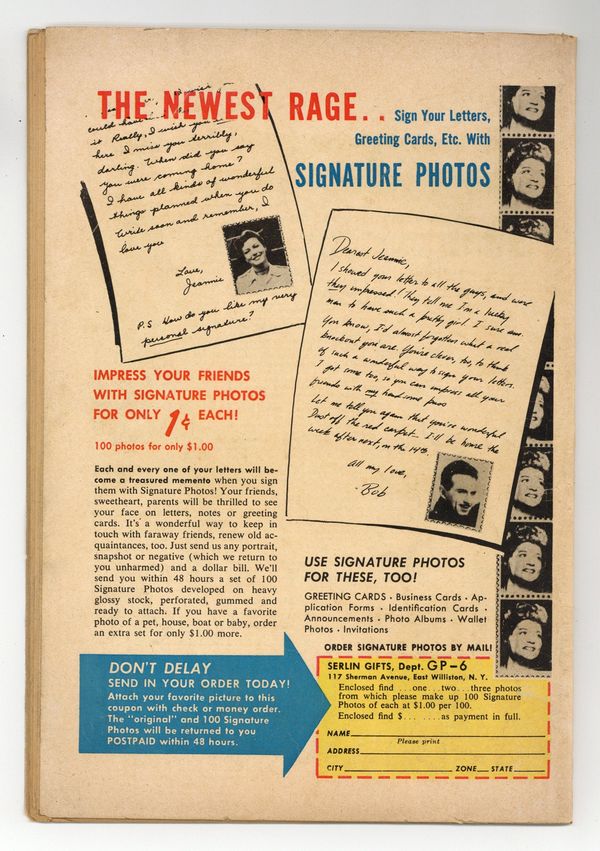 THE NEWEST RAGE..
Sign Your Letters,
Greeting Cards, Etc. With
SIGNATURE PHOTOS
could have
it Really, I wish you
here I miss you terribly,
darling. When did you say
you were coming home?
I have all kinds of wonderful
things planned when you do
Write soon and remember, I
love you
Love,
Jeannie
P.S How do you like my very
personal signature?
Dearest Jeannie,
I showed your letter to all the guys, and were
they impressed! They tell me I'm a lucky
man to have such a pretty girl I sure am.
You know, I'd almost forgotten what a real
knockout you are. You're clever, too, to think
of such a wonderful way to sign your letters.
I got some too, so you can impress all your
friends with my handsome puss
Let me tell you again that you're wonderful
Dust off the red carpet - I'll be home the
week after next, on the 14th.
All my love,
- Bob
IMPRESS YOUR FRIENDS
WITH SIGNATURE PHOTOS
FOR ONLY 1¢ EACH!
100 photos for only $1.00
Each and every one of your letters will be-
come a treasured memento when you sign
them with Signature Photos! Your friends,
sweetheart, parents will be thrilled to see
your face on letters, notes or greeting
cards. It's a wonderful way to keep in
touch with faraway friends, renew old ac-
quaintances, too. Just send us any portrait,
snapshot or negative (which we return to
you unharmed) and a dollar bill. We'll
send you within 48 hours a set of 100
Signature Photos developed on heavy
glossy stock, perforated, gummed and
ready to attach. If you have a favorite
photo of a pet, house, boat or baby, order
an extra set for only $1.00 more.
USE SIGNATURE PHOTOS
FOR THESE, TOO!
GREETING CARDS · Business Cards · Ap-
plication Forms · Identification Cards ·
Announcements · Photo Albums · Wallet
Photos · Invitations
ORDER SIGNATURE PHOTOS BY MAIL!
DON'T DELAY
SEND IN YOUR ORDER TODAY!
Attach your favorite picture to this
coupon with check or money order.
The "original" and 100 Signature
Photos will be returned to you
POSTPAID within 48 hours.
SERLIN GIFTS, Dept. GP-6
117 Sherman Avenue, East Williston, N. Y.
Enclosed find ... one ... two ... three photos
from which please make up 100 Signature
Photos of each at $1.00 per 100.
Enclosed find $........ as payment in full.
NAME
Please print
ADDRESS
CITY ZONE STATE